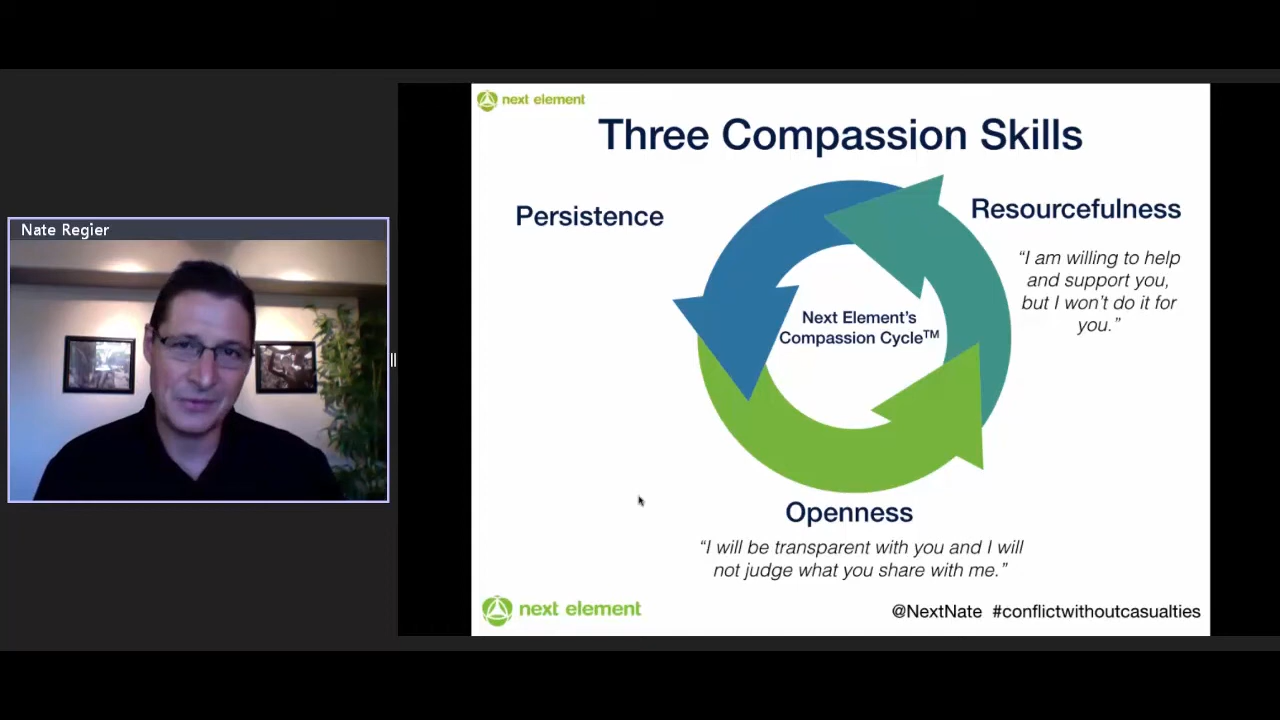 Nate Regier
next element
Three Compassion Skills
Persistence
Resourcefulness
“I am willing to help
and support you,
but I won’t do it for
you.”
Next Element’s
Compassion Cycle™
Openness
“I will be transparent with you and I will
not judge what you share with me.”
next element
@NextNate #conflictwithoutcasualties